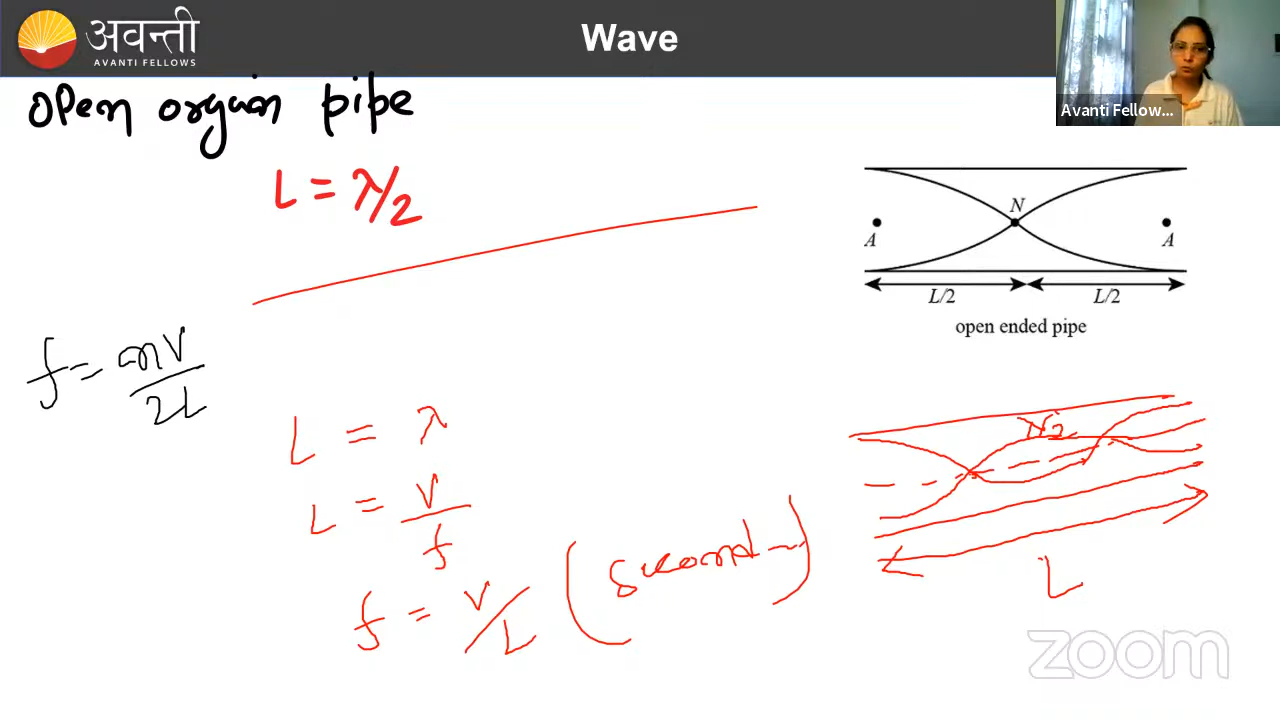 अवन्ती
AVANTI FELLOWS
Wave
Avanti Fellow...
open organ pipe
L = λ/2
N
A
A
L/2
L/2
open ended pipe
f = nv/2L
L = λ
L = v/f
f = v/L (second
L
zoom